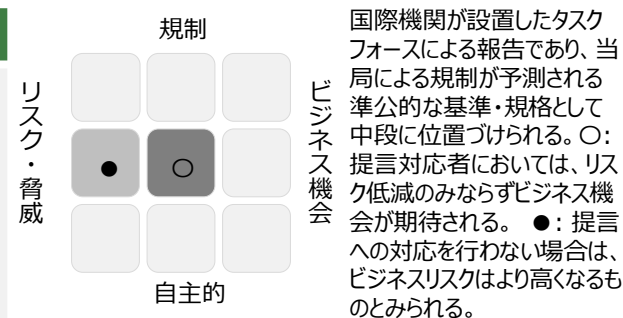 規制
リスク・脅威
●
〇
ビジネス機会
自主的
国際機関が設置したタスク
フォースによる報告であり、当
局による規制が予測される
準公的な基準・規格として
中段に位置づけられる。〇：
提言対応者においては、リス
ク低減のみならずビジネス機
会が期待される。　●：提言
への対応を行わない場合は、
ビジネスリスクはより高くなるも
のとみられる。